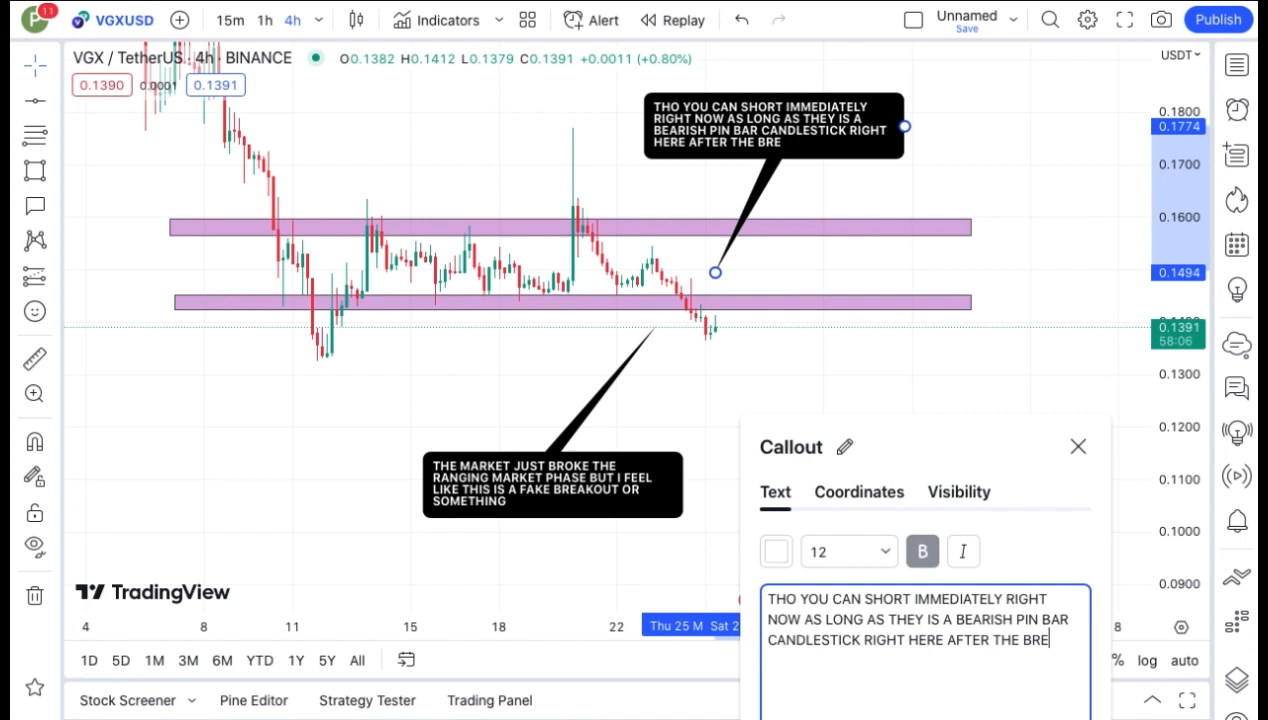 P
11
VGXUSD
15m
1h
4h
Indicators
Alert
Replay
Unnamed
Save
Publish
VGX / TetherUS · 4h · BINANCE
O0.1382 H0.1412 L0.1379 C0.1391 +0.0011 (+0.80%)
0.1390
0.0001
0.1391
USDT
0.1800
0.1774
0.1700
0.1600
0.1494
0.1391
58:06
0.1300
0.1200
0.1100
0.1000
0.0900
THO YOU CAN SHORT IMMEDIATELY
RIGHT NOW AS LONG AS THEY IS A
BEARISH PIN BAR CANDLESTICK RIGHT
HERE AFTER THE BRE
THE MARKET JUST BROKE THE
RANGING MARKET PHASE BUT I FEEL
LIKE THIS IS A FAKE BREAKOUT OR
SOMETHING
Callout
Text
Coordinates
Visibility
12
B
I
THO YOU CAN SHORT IMMEDIATELY RIGHT
NOW AS LONG AS THEY IS A BEARISH PIN BAR
CANDLESTICK RIGHT HERE AFTER THE BRE
TradingView
4
8
11
15
18
22
Thu 25 M
Sat 2
8
1D
5D
1M
3M
6M
YTD
1Y
5Y
All
%
log
auto
Stock Screener
Pine Editor
Strategy Tester
Trading Panel